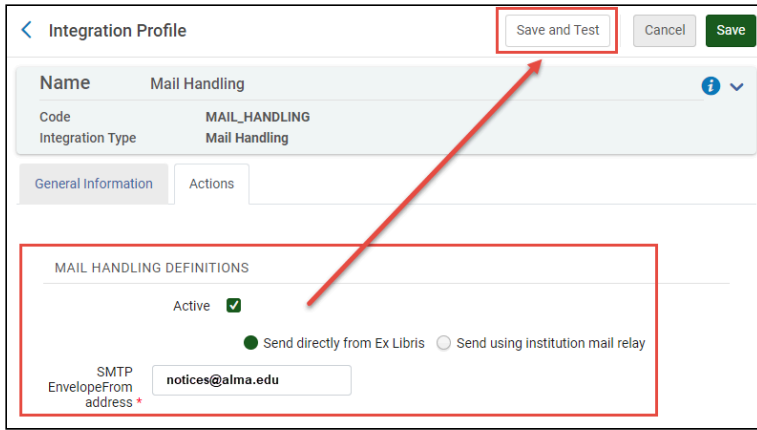 Integration Profile Save and Test Cancel Save
Name Mail Handling
Code MAIL_HANDLING
Integration Type Mail Handling
General Information Actions
MAIL HANDLING DEFINITIONS
Active
Send directly from Ex Libris Send using institution mail relay
SMTP
EnvelopeFrom notices@alma.edu
address *